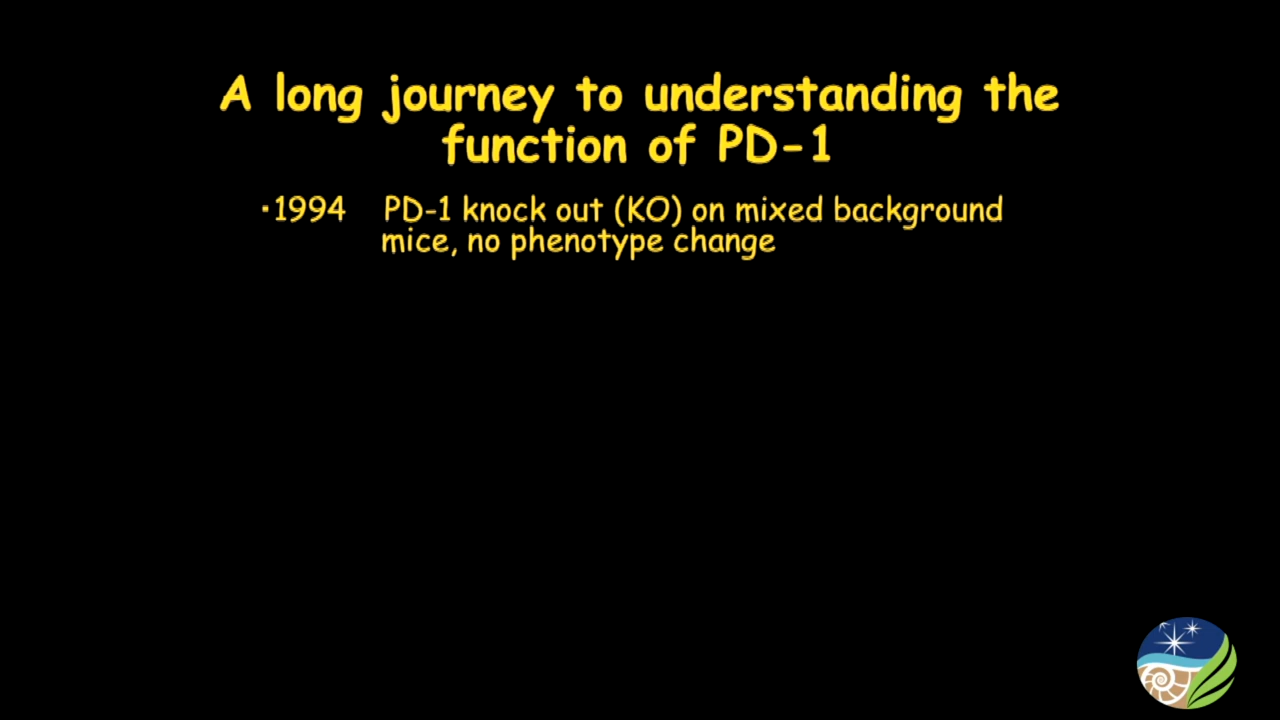 A long journey to understanding the
function of PD-1
·1994 PD-1 knock out (KO) on mixed background
mice, no phenotype change